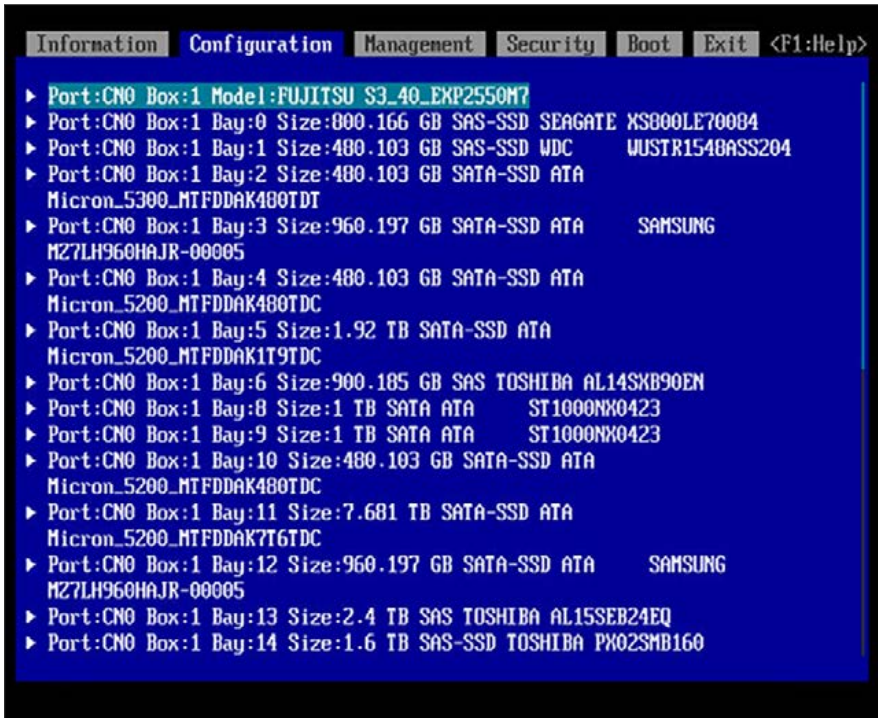 Information Configuration Management Security Boot Exit <F1:Help>
Port:CN0 Box:1 Model:FUJITSU S3_40_EXP2550M7
Port:CN0 Box:1 Bay:0 Size:800.166 GB SAS-SSD SEAGATE XS800LE70084
Port:CN0 Box:1 Bay:1 Size:480.103 GB SAS-SSD WDC WUSTR1548ASS204
Port:CN0 Box:1 Bay:2 Size:480.103 GB SATA-SSD ATA
Micron_5300_MTFDDAK480TDT
Port:CN0 Box:1 Bay:3 Size:960.197 GB SATA-SSD ATA SAMSUNG
MZ7LH960HAJR-00005
Port:CN0 Box:1 Bay:4 Size:480.103 GB SATA-SSD ATA
Micron_5200_MTFDDAK480TDC
Port:CN0 Box:1 Bay:5 Size:1.92 TB SATA-SSD ATA
Micron_5200_MTFDDAK1T9TDC
Port:CN0 Box:1 Bay:6 Size:900.185 GB SAS TOSHIBA AL14SXB90EN
Port:CN0 Box:1 Bay:8 Size:1 TB SATA ATA ST1000NX0423
Port:CN0 Box:1 Bay:9 Size:1 TB SATA ATA ST1000NX0423
Port:CN0 Box:1 Bay:10 Size:480.103 GB SATA-SSD ATA
Micron_5200_MTFDDAK480TDC
Port:CN0 Box:1 Bay:11 Size:7.681 TB SATA-SSD ATA
Micron_5200_MTFDDAK7T6TDC
Port:CN0 Box:1 Bay:12 Size:960.197 GB SATA-SSD ATA SAMSUNG
MZ7LH960HAJR-00005
Port:CN0 Box:1 Bay:13 Size:2.4 TB SAS TOSHIBA AL15SEB24EQ
Port:CN0 Box:1 Bay:14 Size:1.6 TB SAS-SSD TOSHIBA PX02SMB160